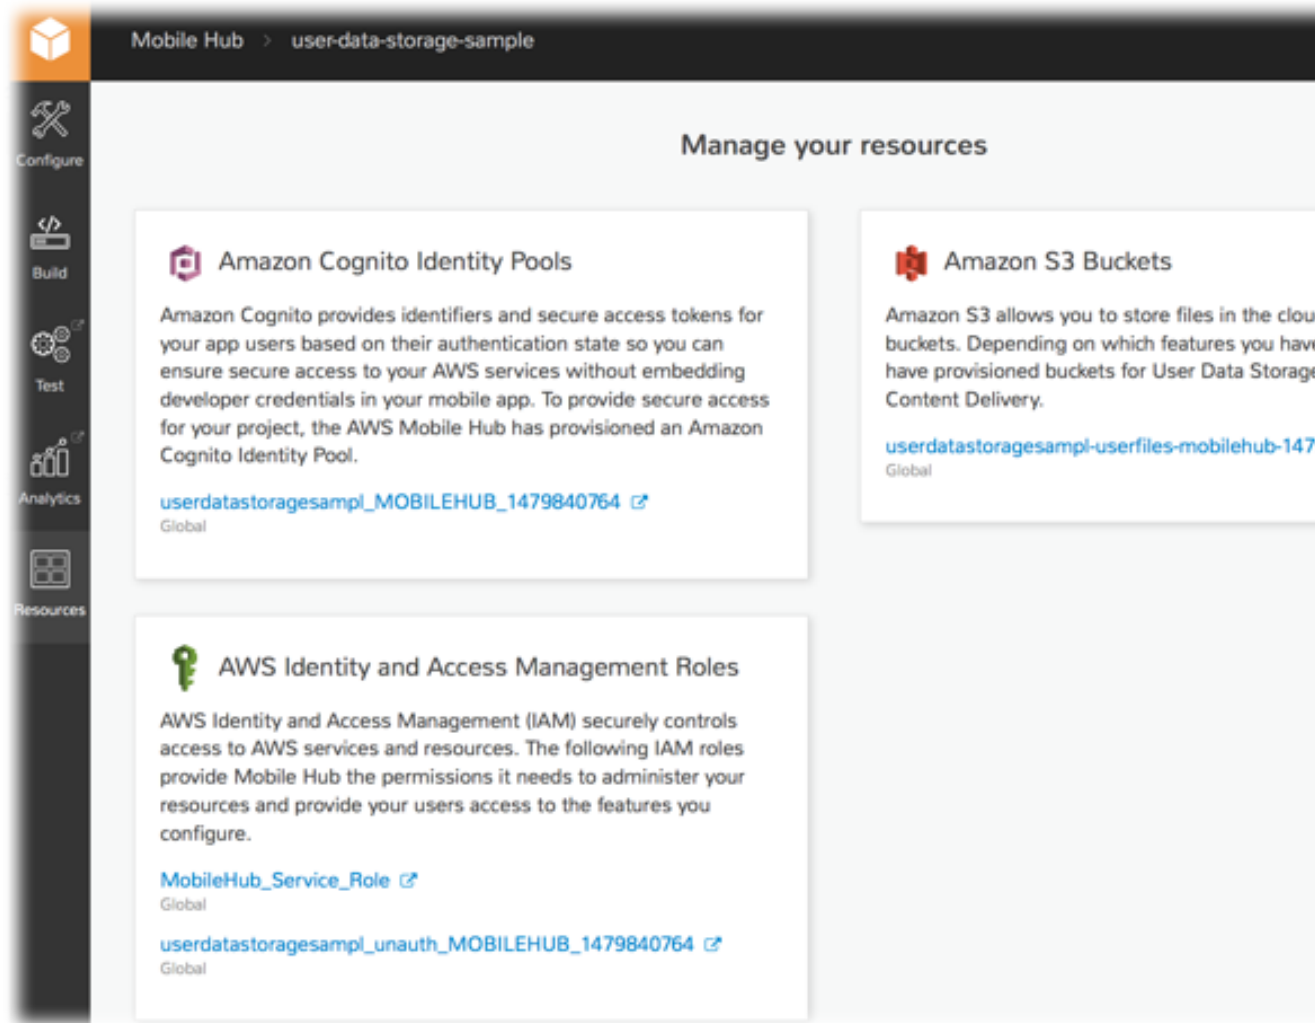 Mobile Hub > user-data-storage-sample
Configure
Build
Test
Analytics
Resources
Manage your resources
Amazon Cognito Identity Pools
Amazon Cognito provides identifiers and secure access tokens for
your app users based on their authentication state so you can
ensure secure access to your AWS services without embedding
developer credentials in your mobile app. To provide secure access
for your project, the AWS Mobile Hub has provisioned an Amazon
Cognito Identity Pool.
userdatastoragesampl_MOBILEHUB_1479840764
Global
Amazon S3 Buckets
Amazon S3 allows you to store files in the clou
buckets. Depending on which features you have
have provisioned buckets for User Data Storage
Content Delivery.
userdatastoragesampl-userfiles-mobilehub-147
Global
AWS Identity and Access Management Roles
AWS Identity and Access Management (IAM) securely controls
access to AWS services and resources. The following IAM roles
provide Mobile Hub the permissions it needs to administer your
resources and provide your users access to the features you
configure.
MobileHub_Service_Role
Global
userdatastoragesampl_unauth_MOBILEHUB_1479840764
Global